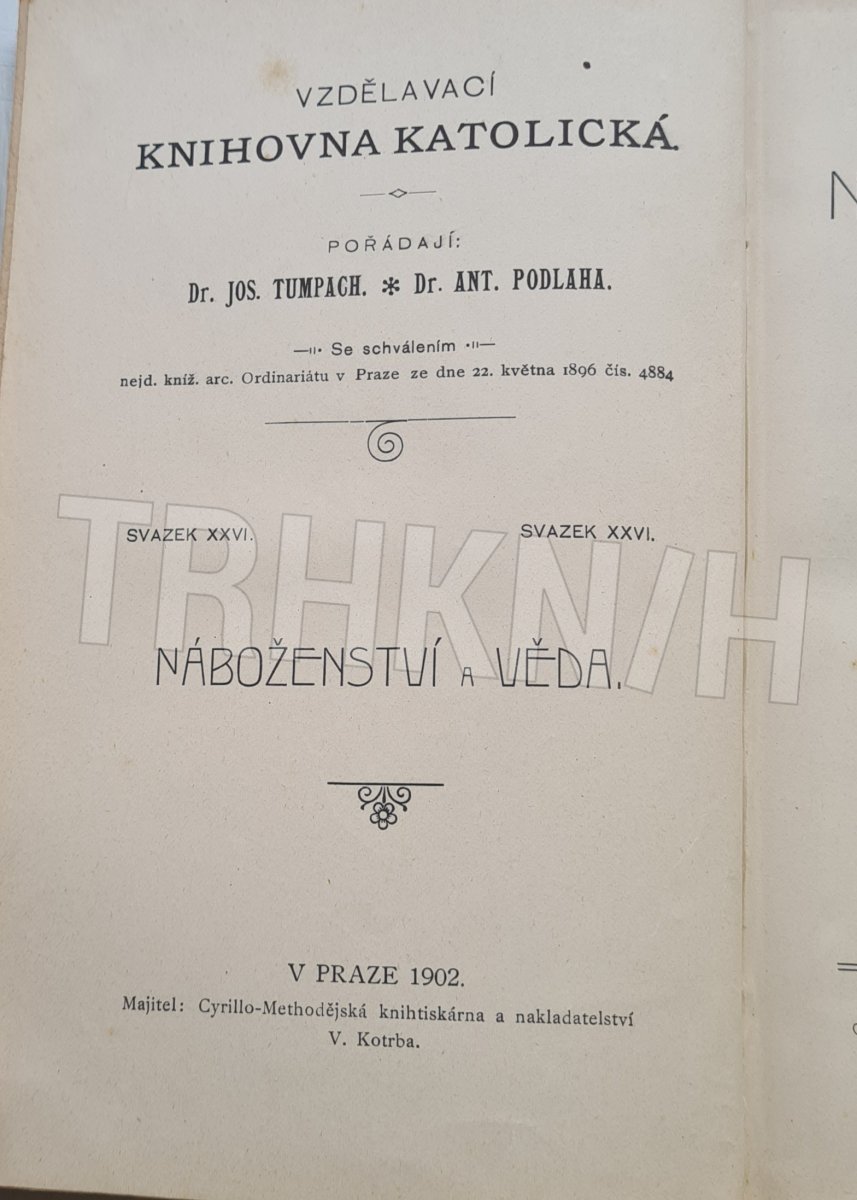 VZDĚLAVACÍ
KNIHOVNA KATOLICKÁ.
POŘÁDAJÍ:
Dr. JOS. TUMPACH. * Dr. ANT. PODLAHA.
Se schválením
nejd. kníž. arc. Ordinariátu v Praze ze dne 22. května 1896 čís. 4884
SVAZEK XXVI. SVAZEK XXVI.
TRHKNIH
NÁBOŽENSTVÍ A VĚDA.
V PRAZE 1902.
Majitel: Cyrillo-Methodějská knihtiskárna a nakladatelství
V. Kotrba.